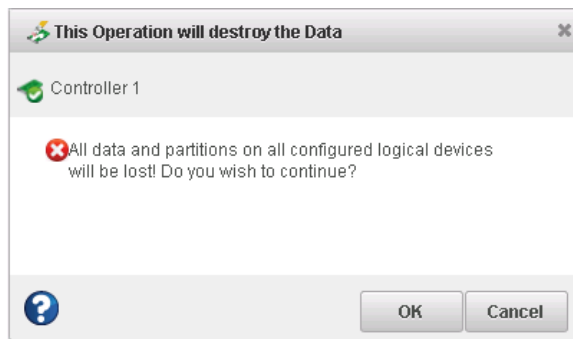 This Operation will destroy the Data
Controller 1
All data and partitions on all configured logical devices
will be lost! Do you wish to continue?
OK
Cancel